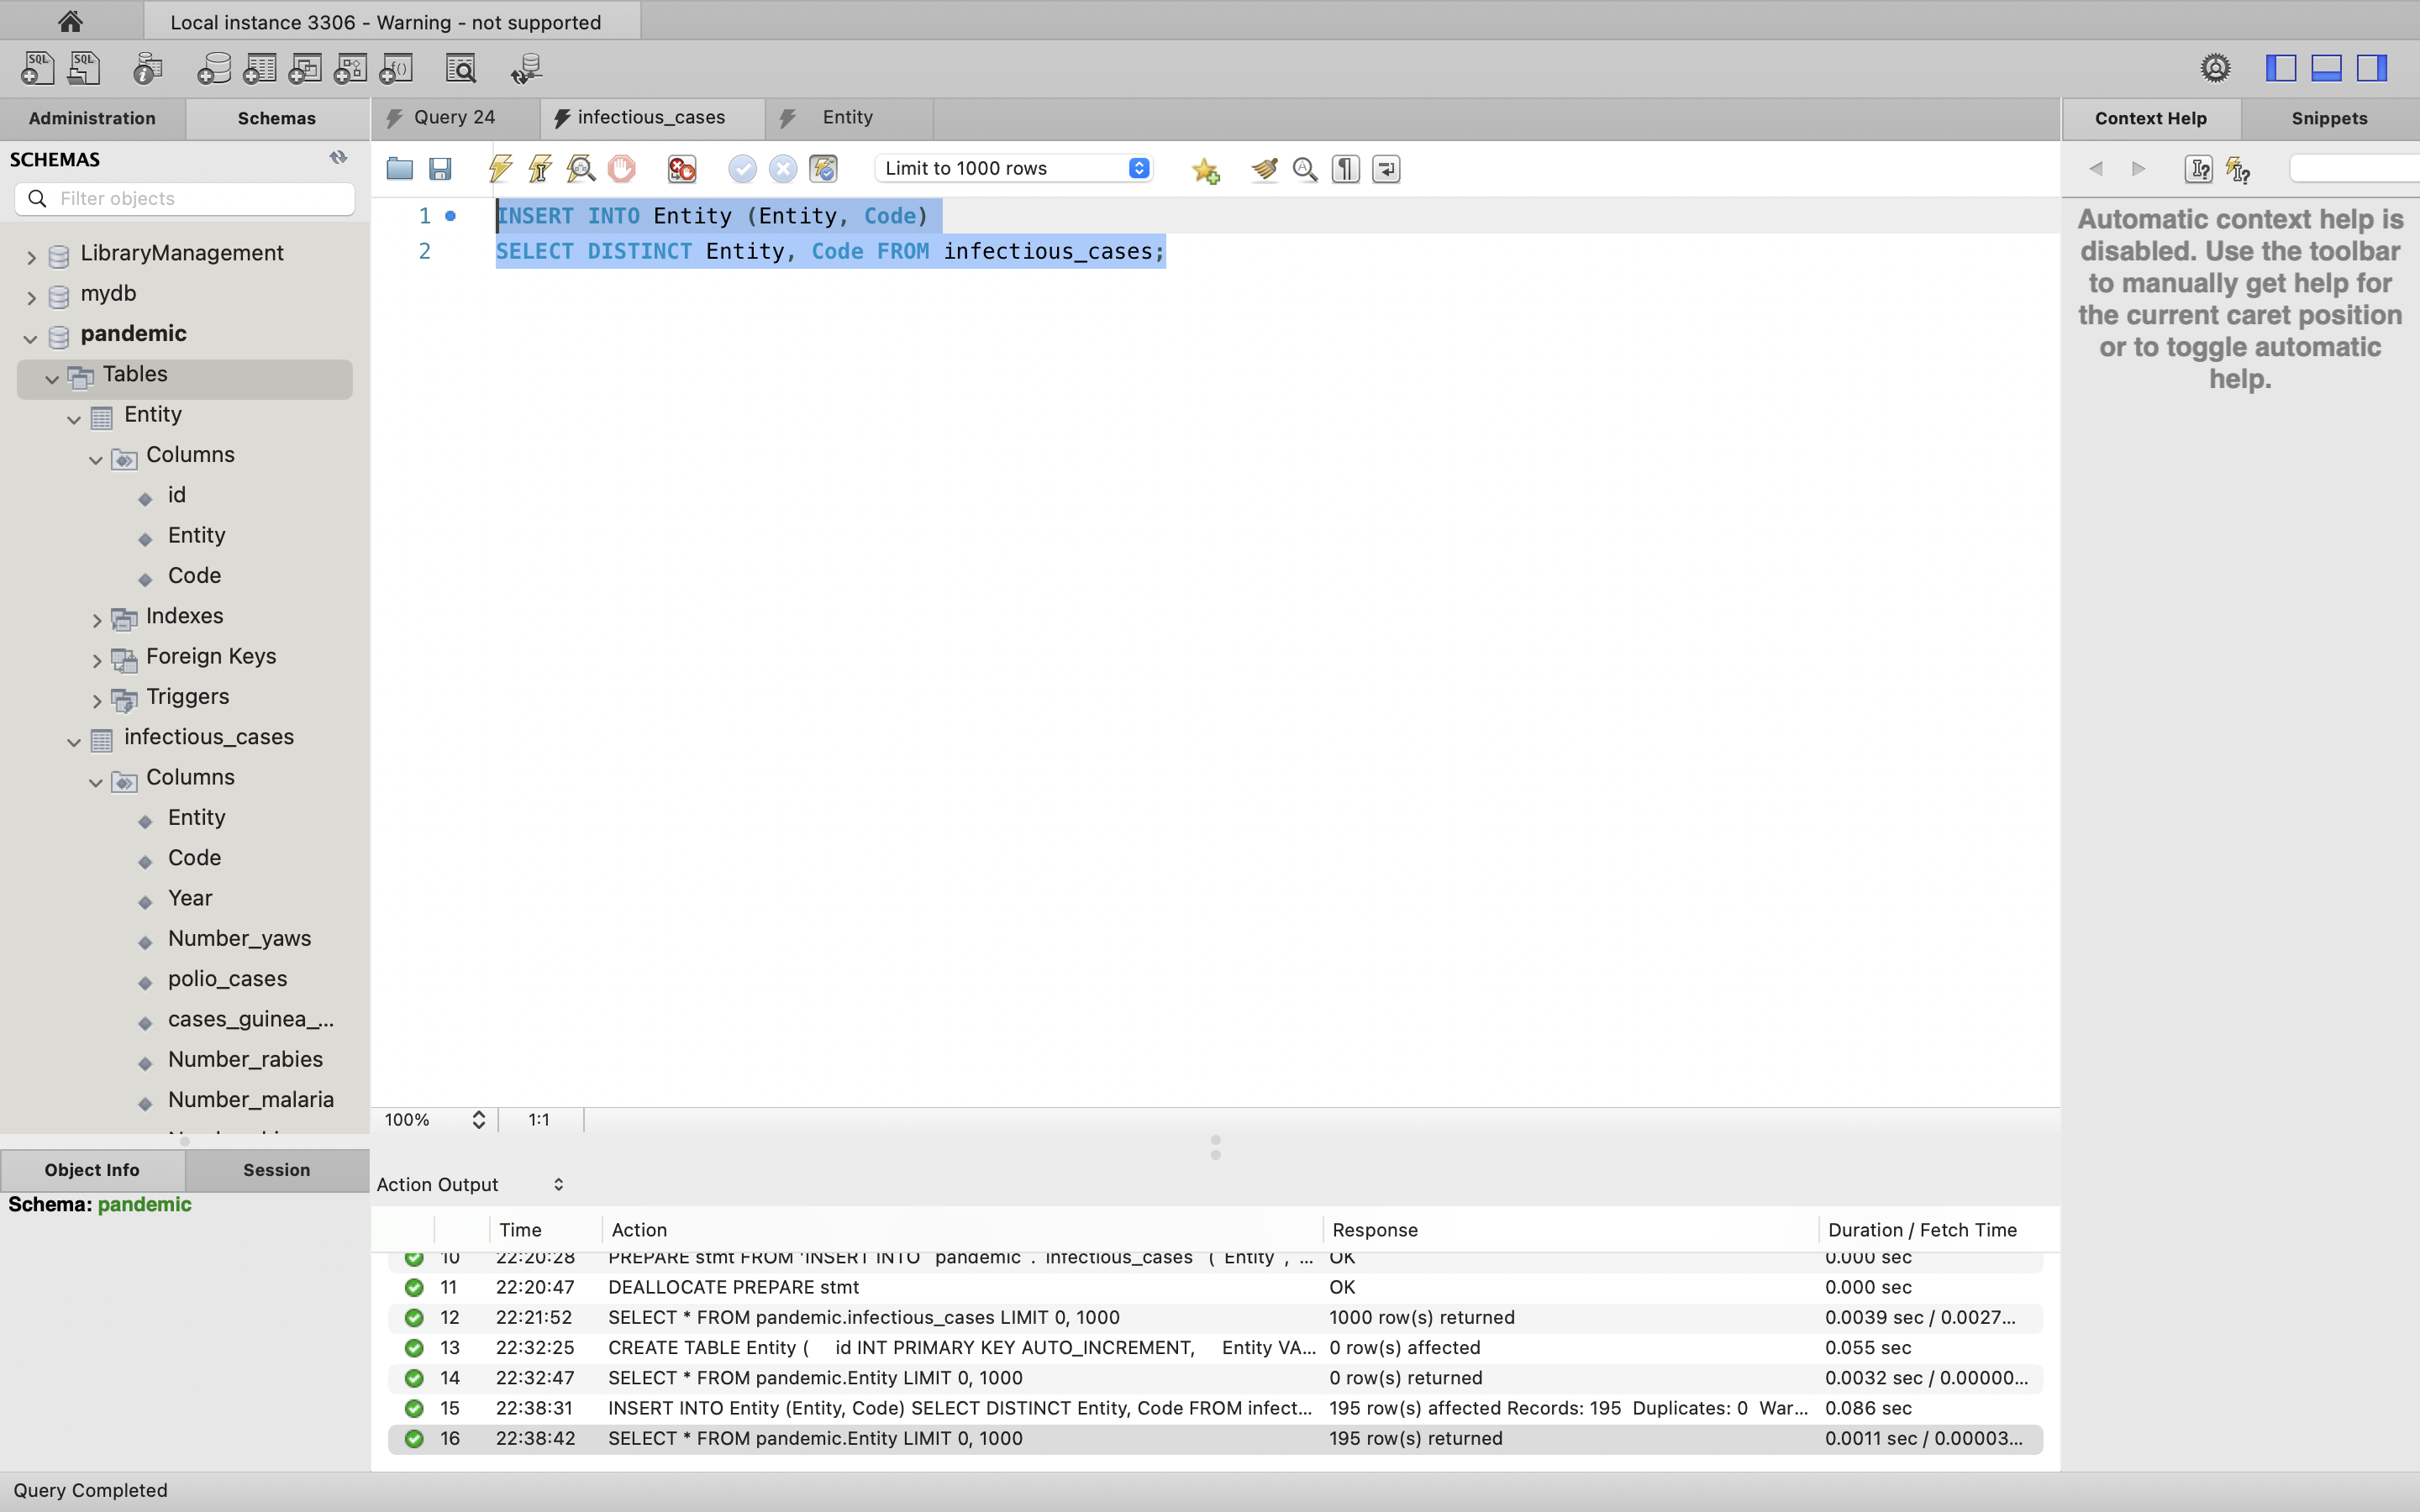 Local instance 3306 - Warning - not supported
Administration
Schemas
Query 24
infectious_cases
Entity
Context Help
Snippets
SCHEMAS
Filter objects
Limit to 1000 rows
1 INSERT INTO Entity (Entity, Code)
2 SELECT DISTINCT Entity, Code FROM infectious_cases;
Automatic context help is
disabled. Use the toolbar
to manually get help for
the current caret position
or to toggle automatic
help.
LibraryManagement
mydb
pandemic
Tables
Entity
Columns
id
Entity
Code
Indexes
Foreign Keys
Triggers
infectious_cases
Columns
Entity
Code
Year
Number_yaws
polio_cases
cases_guinea_...
Number_rabies
Number_malaria
100%
1:1
Object Info
Session
Schema: pandemic
Action Output
Time Action Response Duration / Fetch Time
10 22:20:28 PREPARE stmt FROM 'INSERT INTO pandemic . infectious_cases ( Entity , ... OK 0.000 sec
11 22:20:47 DEALLOCATE PREPARE stmt OK 0.000 sec
12 22:21:52 SELECT * FROM pandemic.infectious_cases LIMIT 0, 1000 1000 row(s) returned 0.0039 sec / 0.0027...
13 22:32:25 CREATE TABLE Entity ( id INT PRIMARY KEY AUTO_INCREMENT, Entity VA... 0 row(s) affected 0.055 sec
14 22:32:47 SELECT * FROM pandemic.Entity LIMIT 0, 1000 0 row(s) returned 0.0032 sec / 0.00000...
15 22:38:31 INSERT INTO Entity (Entity, Code) SELECT DISTINCT Entity, Code FROM infect... 195 row(s) affected Records: 195 Duplicates: 0 War... 0.086 sec
16 22:38:42 SELECT * FROM pandemic.Entity LIMIT 0, 1000 195 row(s) returned 0.0011 sec / 0.00003...
Query Completed